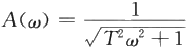 A(ω) = 1 / √(T²ω² + 1)